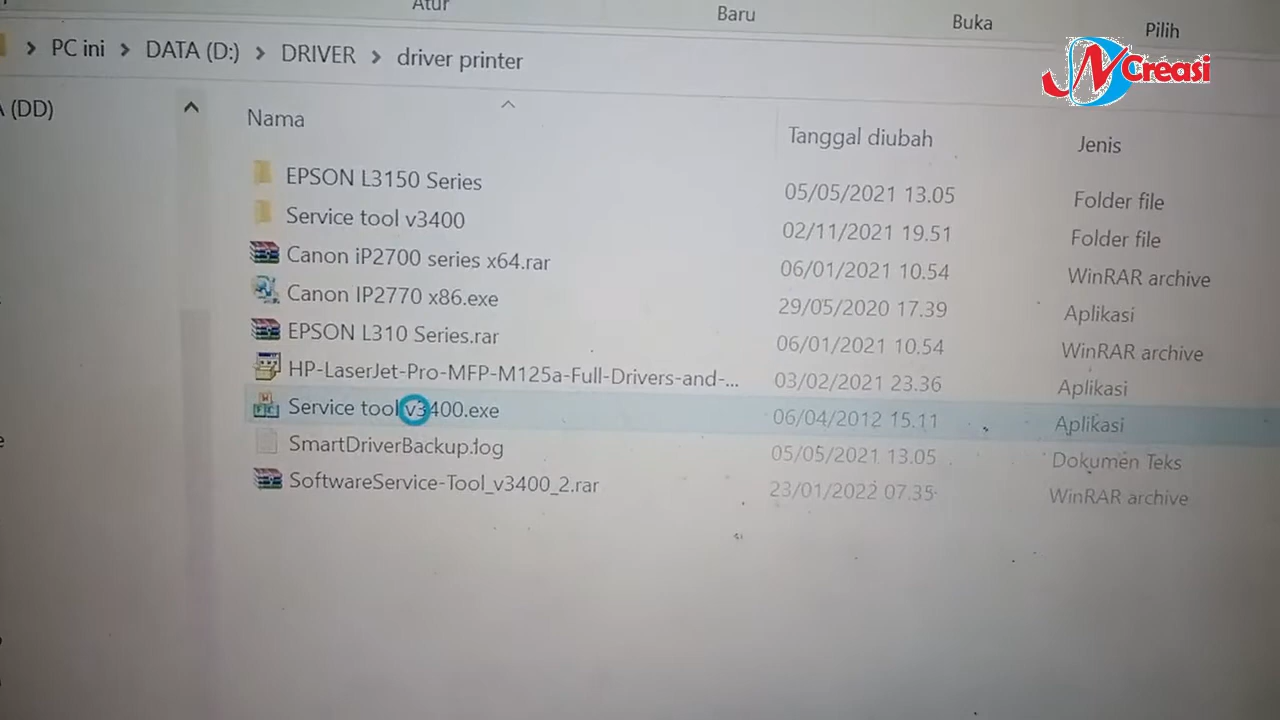 Atur
Baru
Buka
Pilih
PC ini > DATA (D:) > DRIVER > driver printer
NCreasi
(DD)
Nama
Tanggal diubah
Jenis
EPSON L3150 Series 05/05/2021 13.05 Folder file
Service tool v3400 02/11/2021 19.51 Folder file
Canon iP2700 series x64.rar 06/01/2021 10.54 WinRAR archive
Canon IP2770 x86.exe 29/05/2020 17.39 Aplikasi
EPSON L310 Series.rar 06/01/2021 10.54 WinRAR archive
HP-LaserJet-Pro-MFP-M125a-Full-Drivers-and-... 03/02/2021 23.36 Aplikasi
Service tool v3400.exe 06/04/2012 15.11 Aplikasi
SmartDriverBackup.log 05/05/2021 13.05 Dokumen Teks
SoftwareService-Tool_v3400_2.rar 23/01/2022 07.35 WinRAR archive